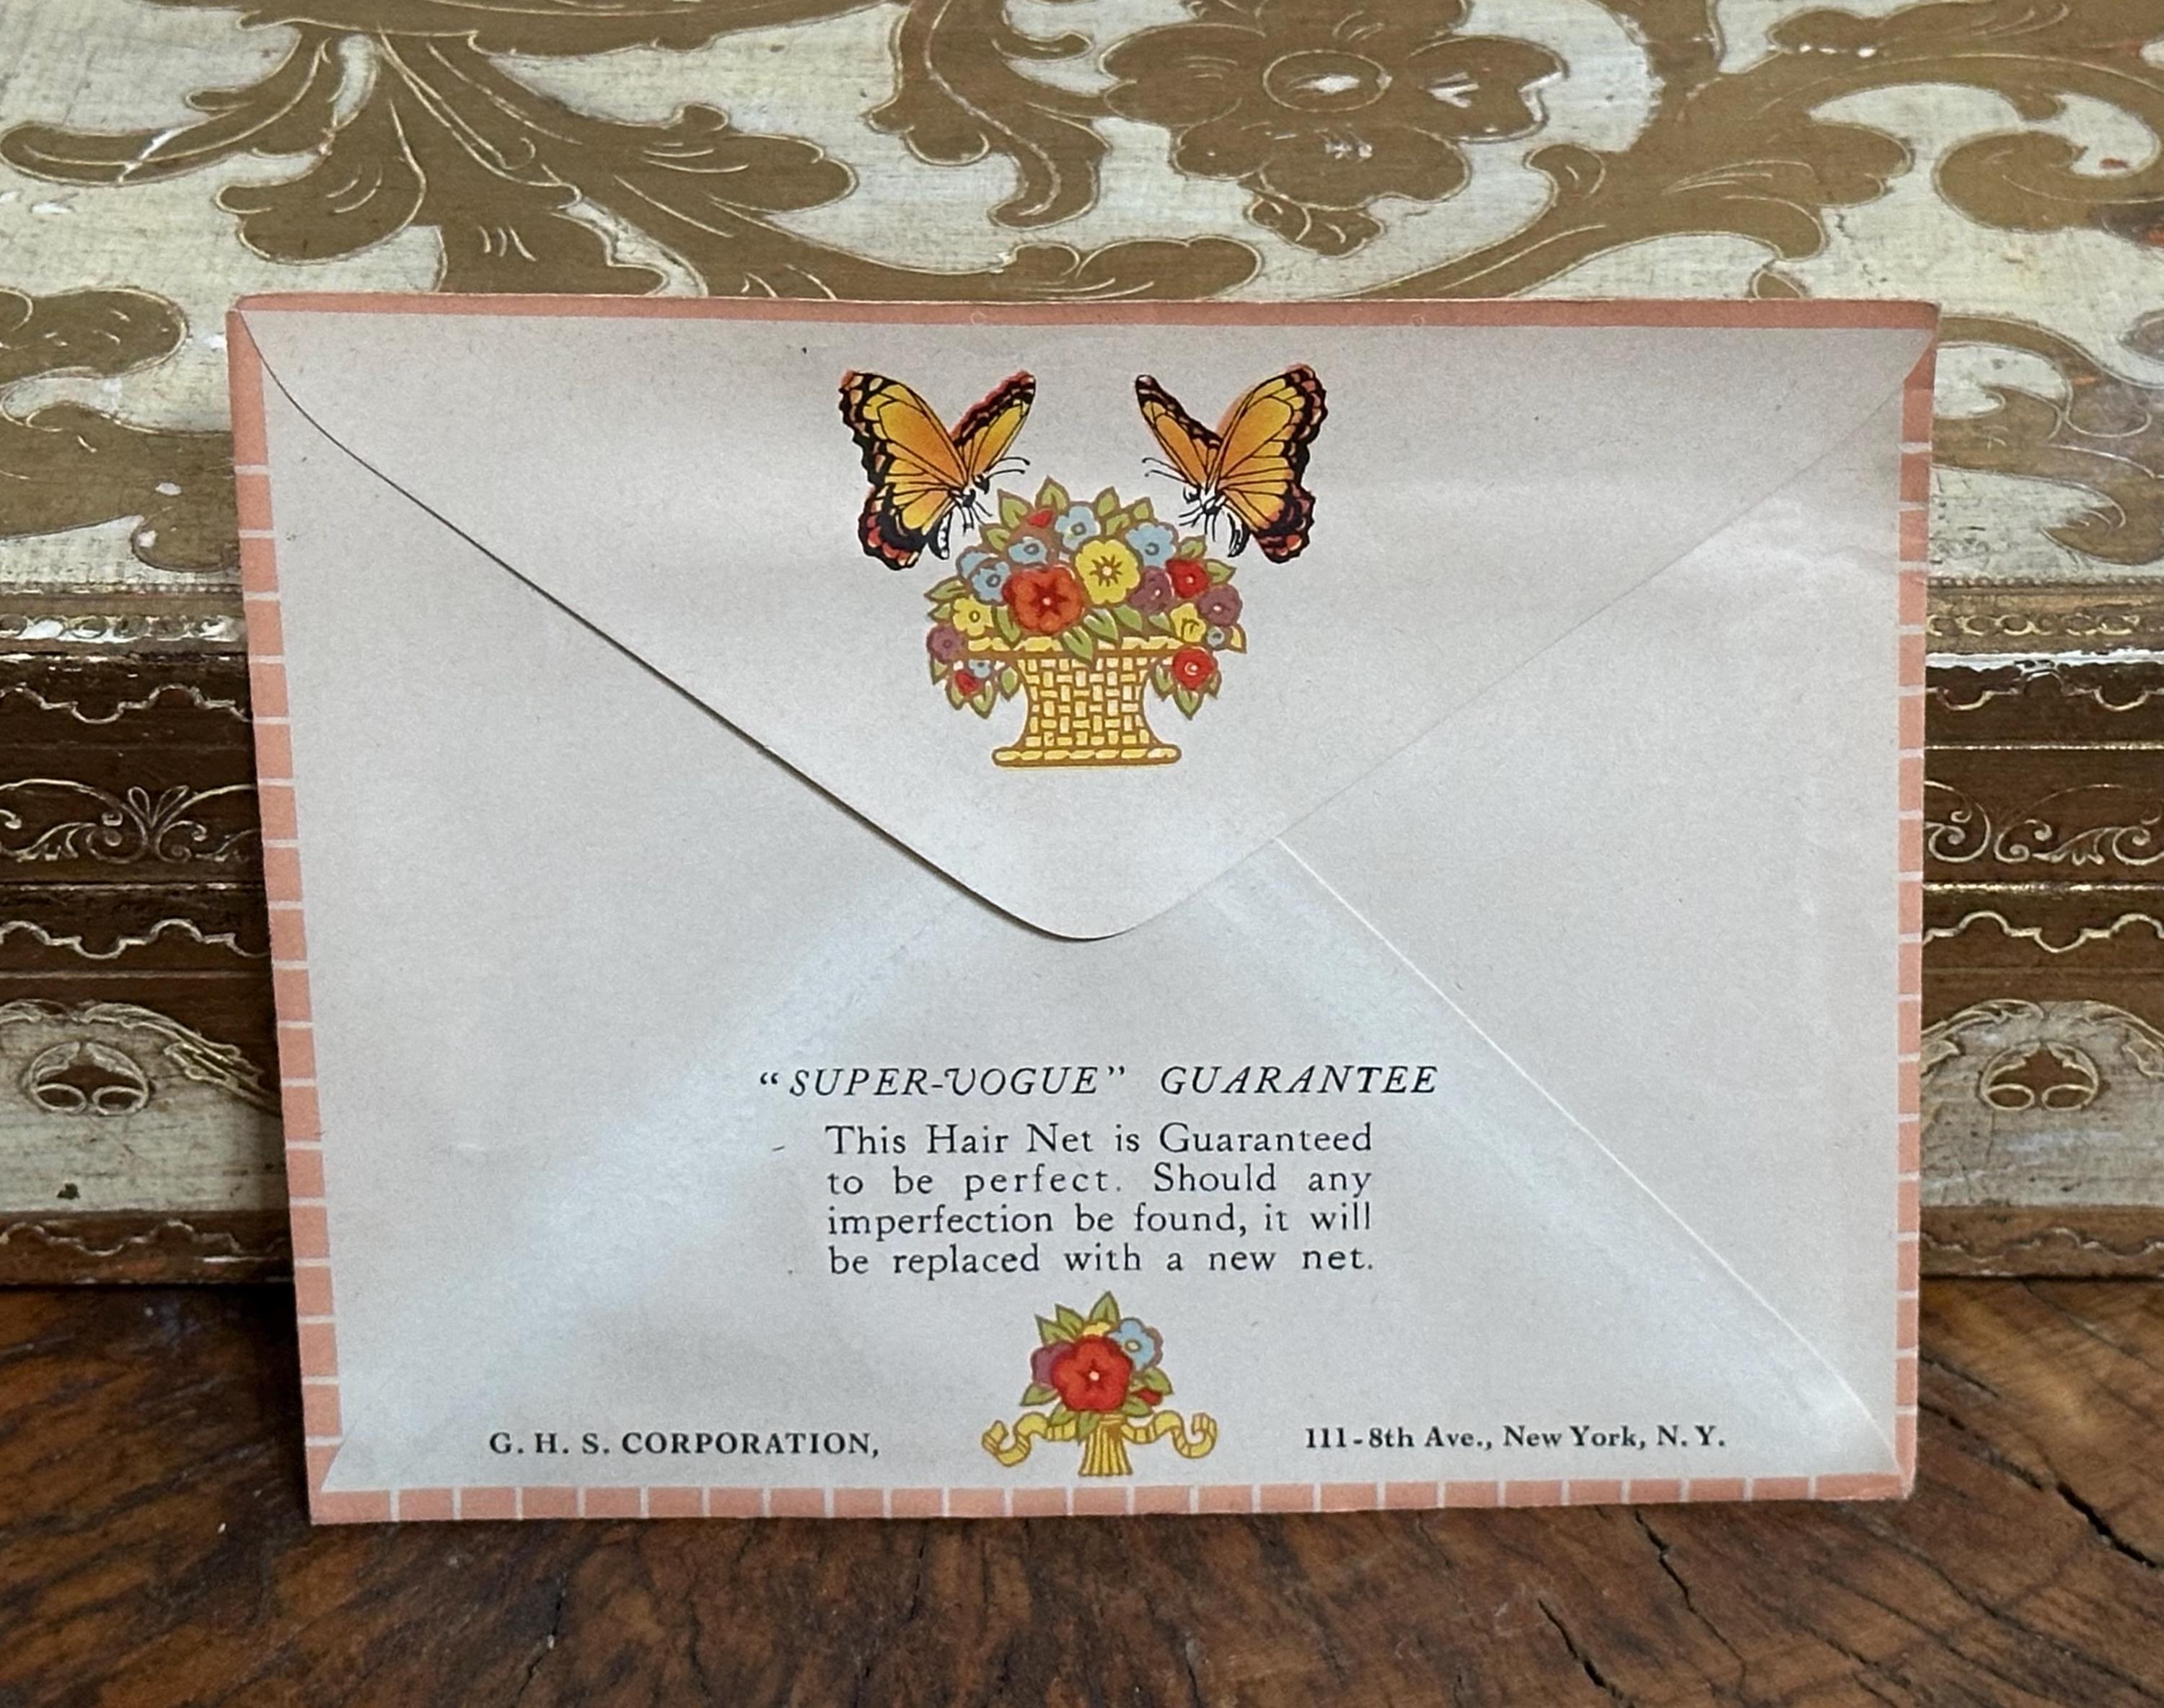 “SUPER-VOGUE” GUARANTEE
This Hair Net is Guaranteed
to be perfect. Should any
imperfection be found, it will
be replaced with a new net.
G. H. S. CORPORATION, 111-8th Ave., New York, N. Y.